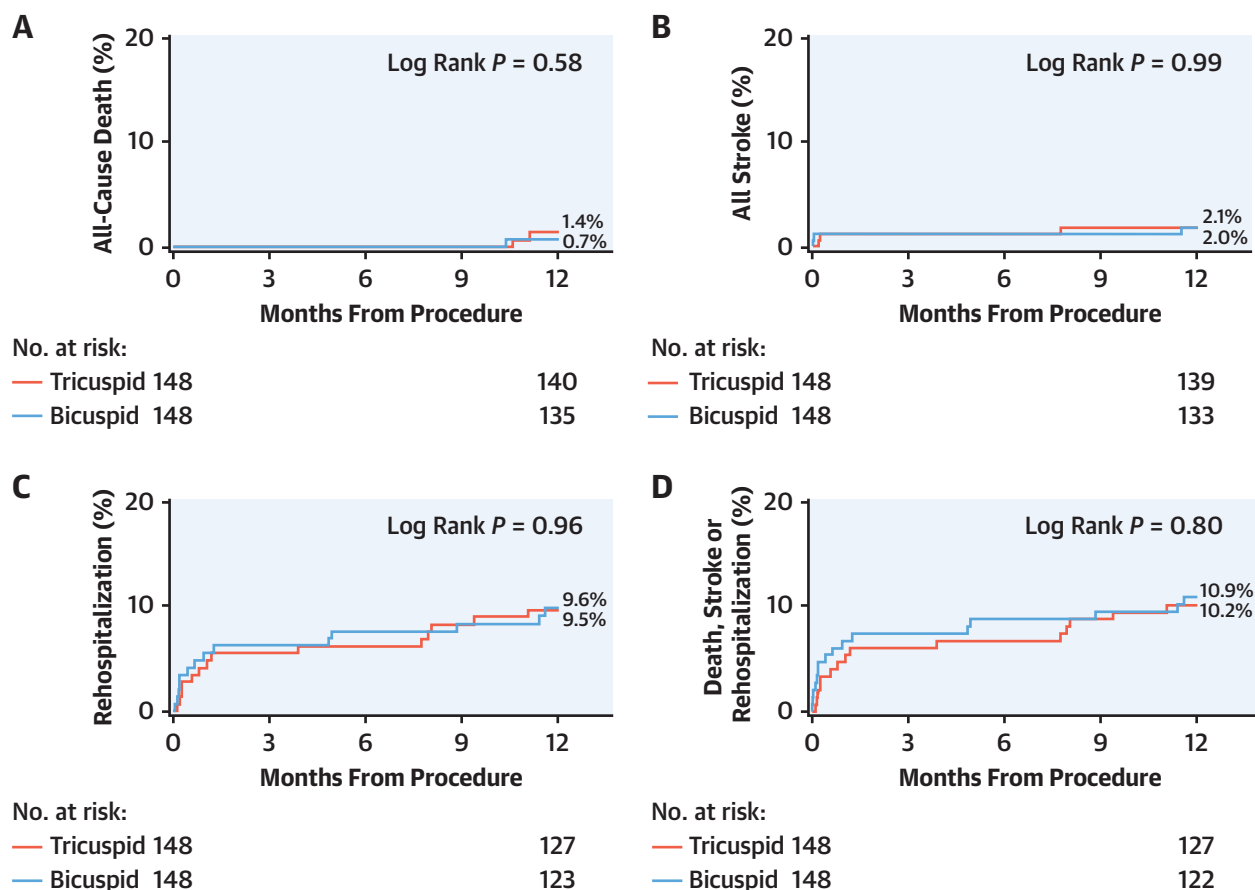 A
All-Cause Death (%)
20
10
0
Log Rank P = 0.58
1.4%
0.7%
0 3 6 9 12
Months From Procedure
No. at risk:
Tricuspid 148 140
Bicuspid 148 135
B
All Stroke (%)
20
10
0
Log Rank P = 0.99
2.1%
2.0%
0 3 6 9 12
Months From Procedure
No. at risk:
Tricuspid 148 139
Bicuspid 148 133
C
Rehospitalization (%)
20
10
0
Log Rank P = 0.96
9.6%
9.5%
0 3 6 9 12
Months From Procedure
No. at risk:
Tricuspid 148 127
Bicuspid 148 123
D
Death, Stroke or
Rehospitalization (%)
20
10
0
Log Rank P = 0.80
10.9%
10.2%
0 3 6 9 12
Months From Procedure
No. at risk:
Tricuspid 148 127
Bicuspid 148 122